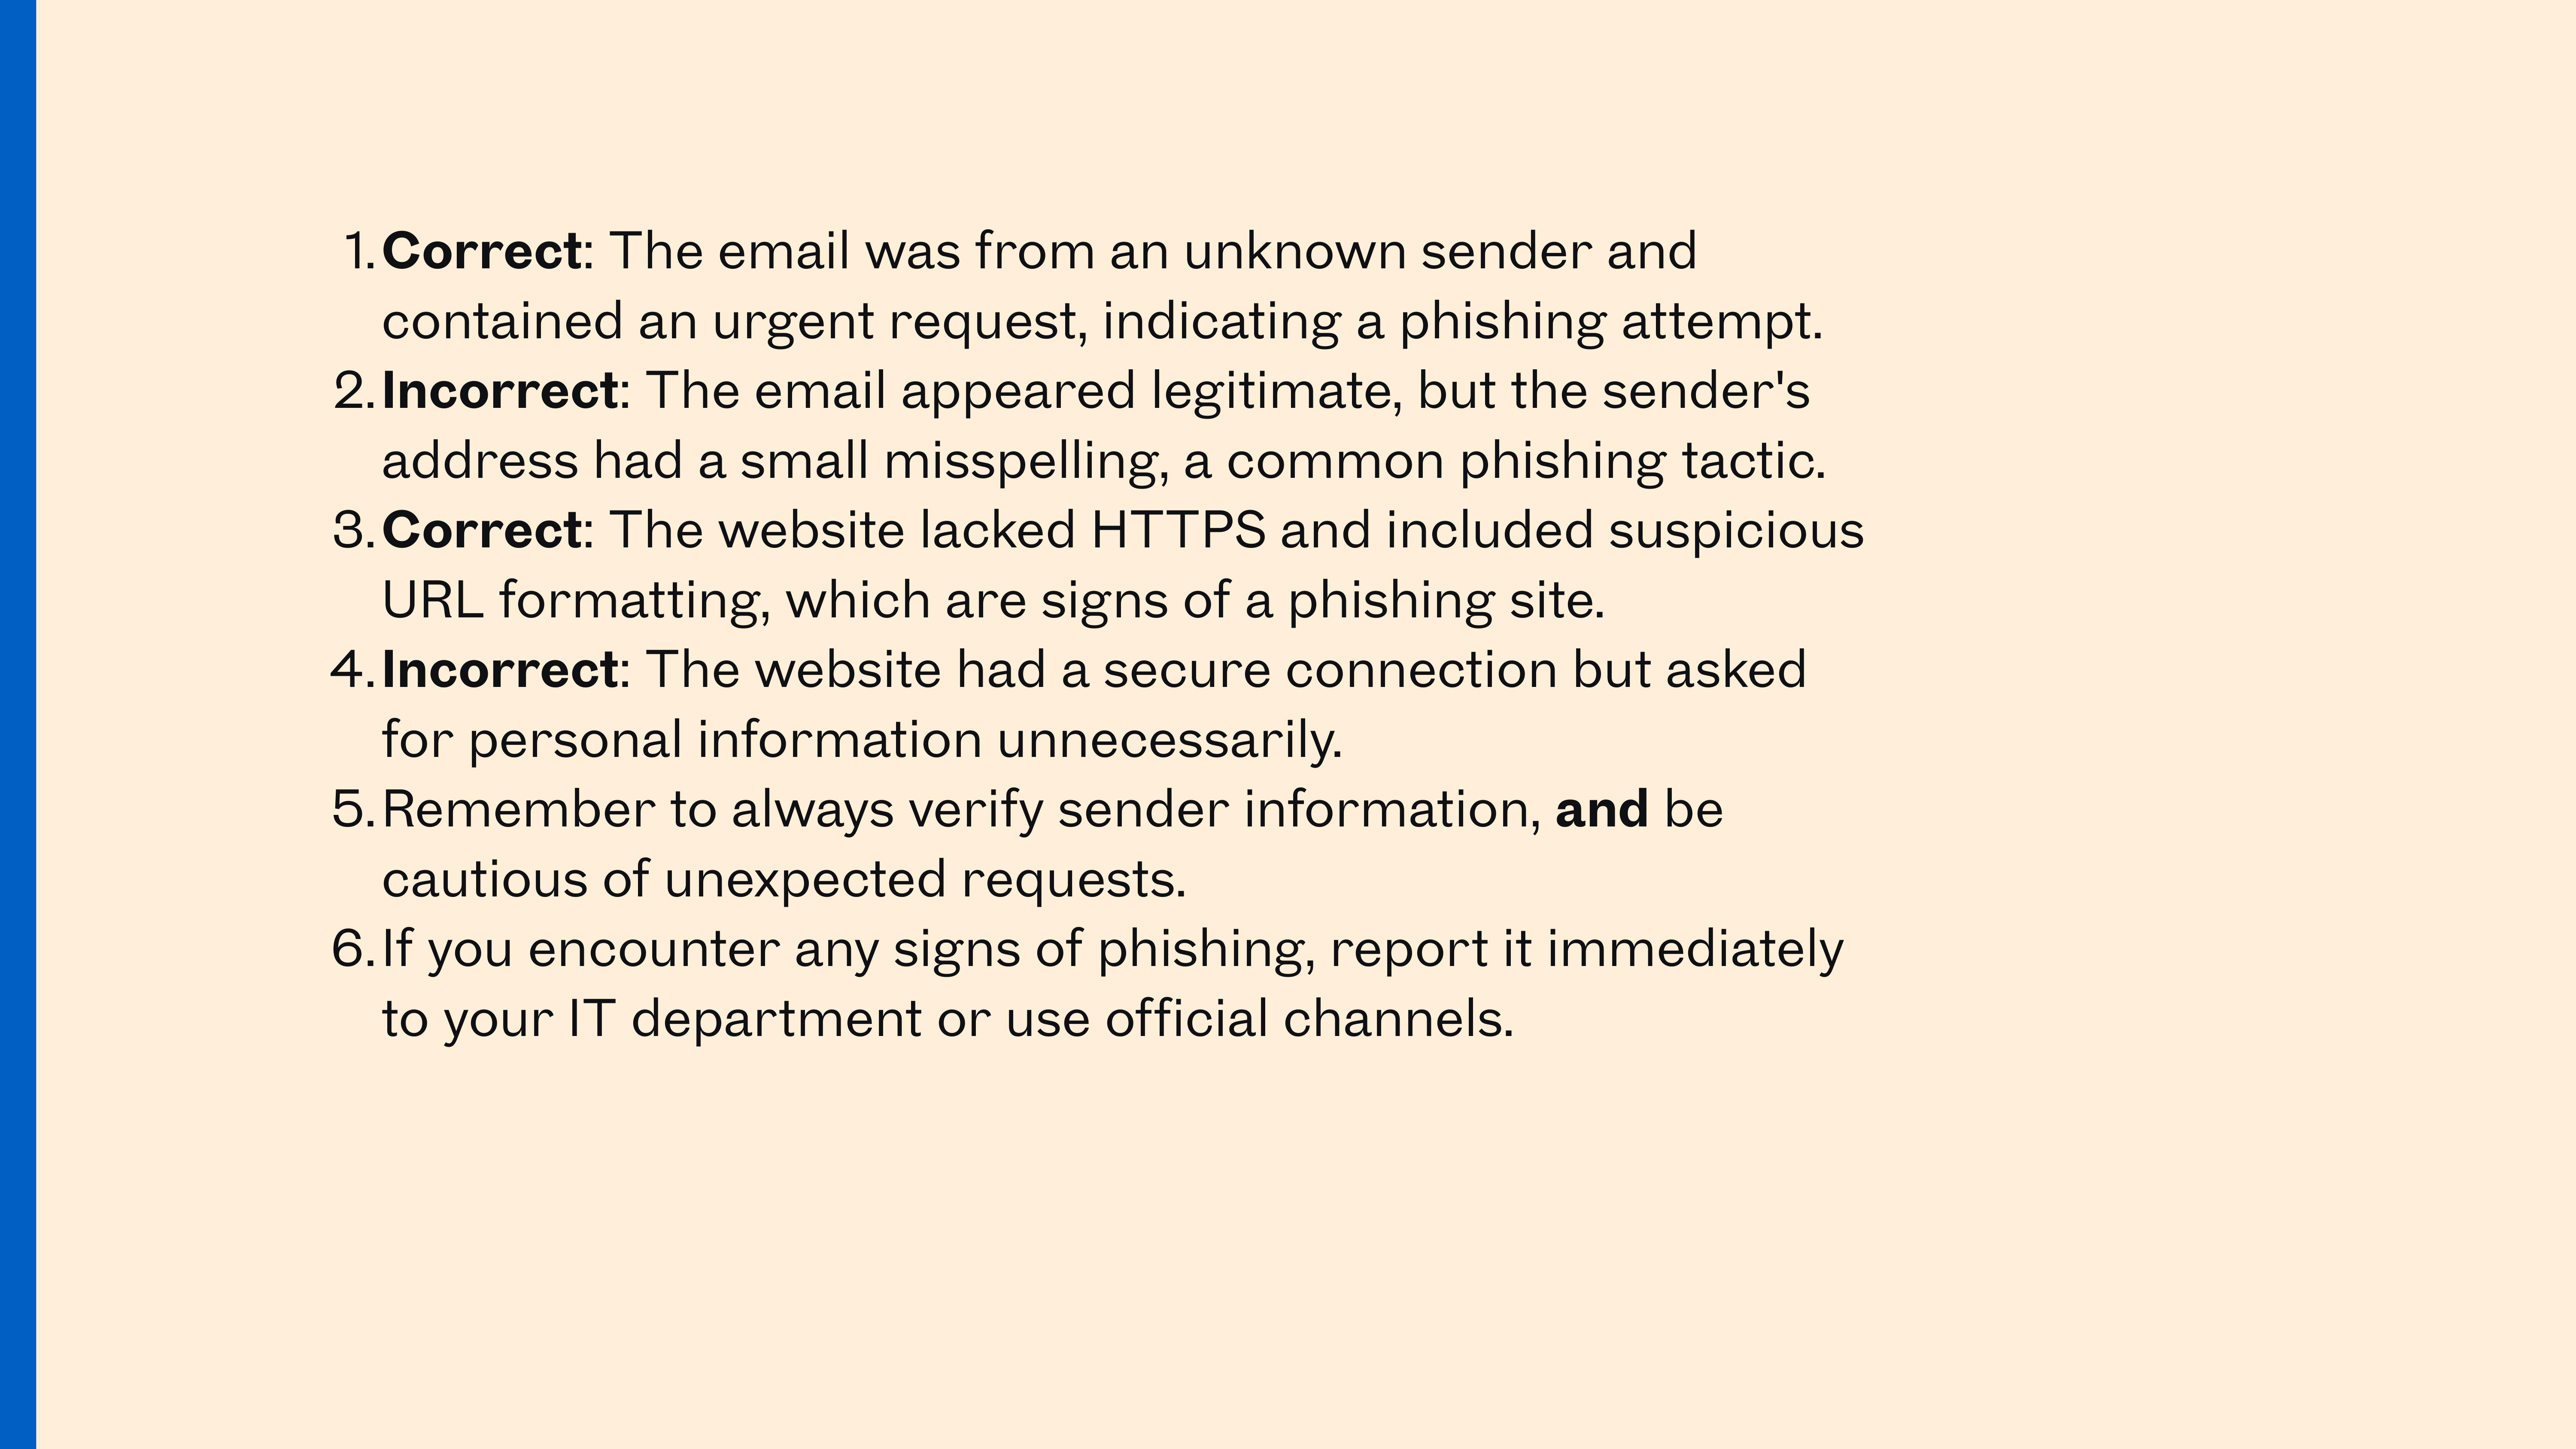 1. Correct: The email was from an unknown sender and
contained an urgent request, indicating a phishing attempt.
2. Incorrect: The email appeared legitimate, but the sender's
address had a small misspelling, a common phishing tactic.
3. Correct: The website lacked HTTPS and included suspicious
URL formatting, which are signs of a phishing site.
4. Incorrect: The website had a secure connection but asked
for personal information unnecessarily.
5. Remember to always verify sender information, and be
cautious of unexpected requests.
6. If you encounter any signs of phishing, report it immediately
to your IT department or use official channels.